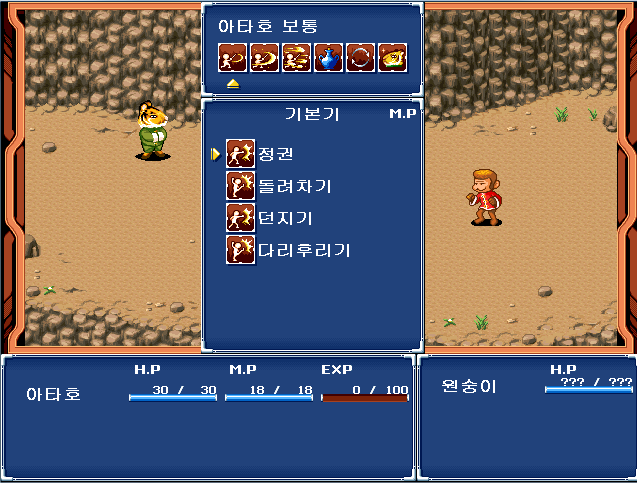 아타호 보통
기본기 M.P
정권
돌려차기
던지기
다리후리기
H.P M.P EXP
아타호 30 / 30 18 / 18 0 / 100
H.P
원숭이 ??? / ???